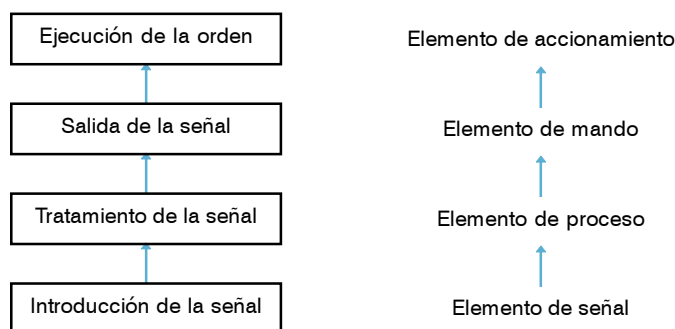 Ejecución de la orden
Elemento de accionamiento
Salida de la señal
Elemento de mando
Tratamiento de la señal
Elemento de proceso
Introducción de la señal
Elemento de señal